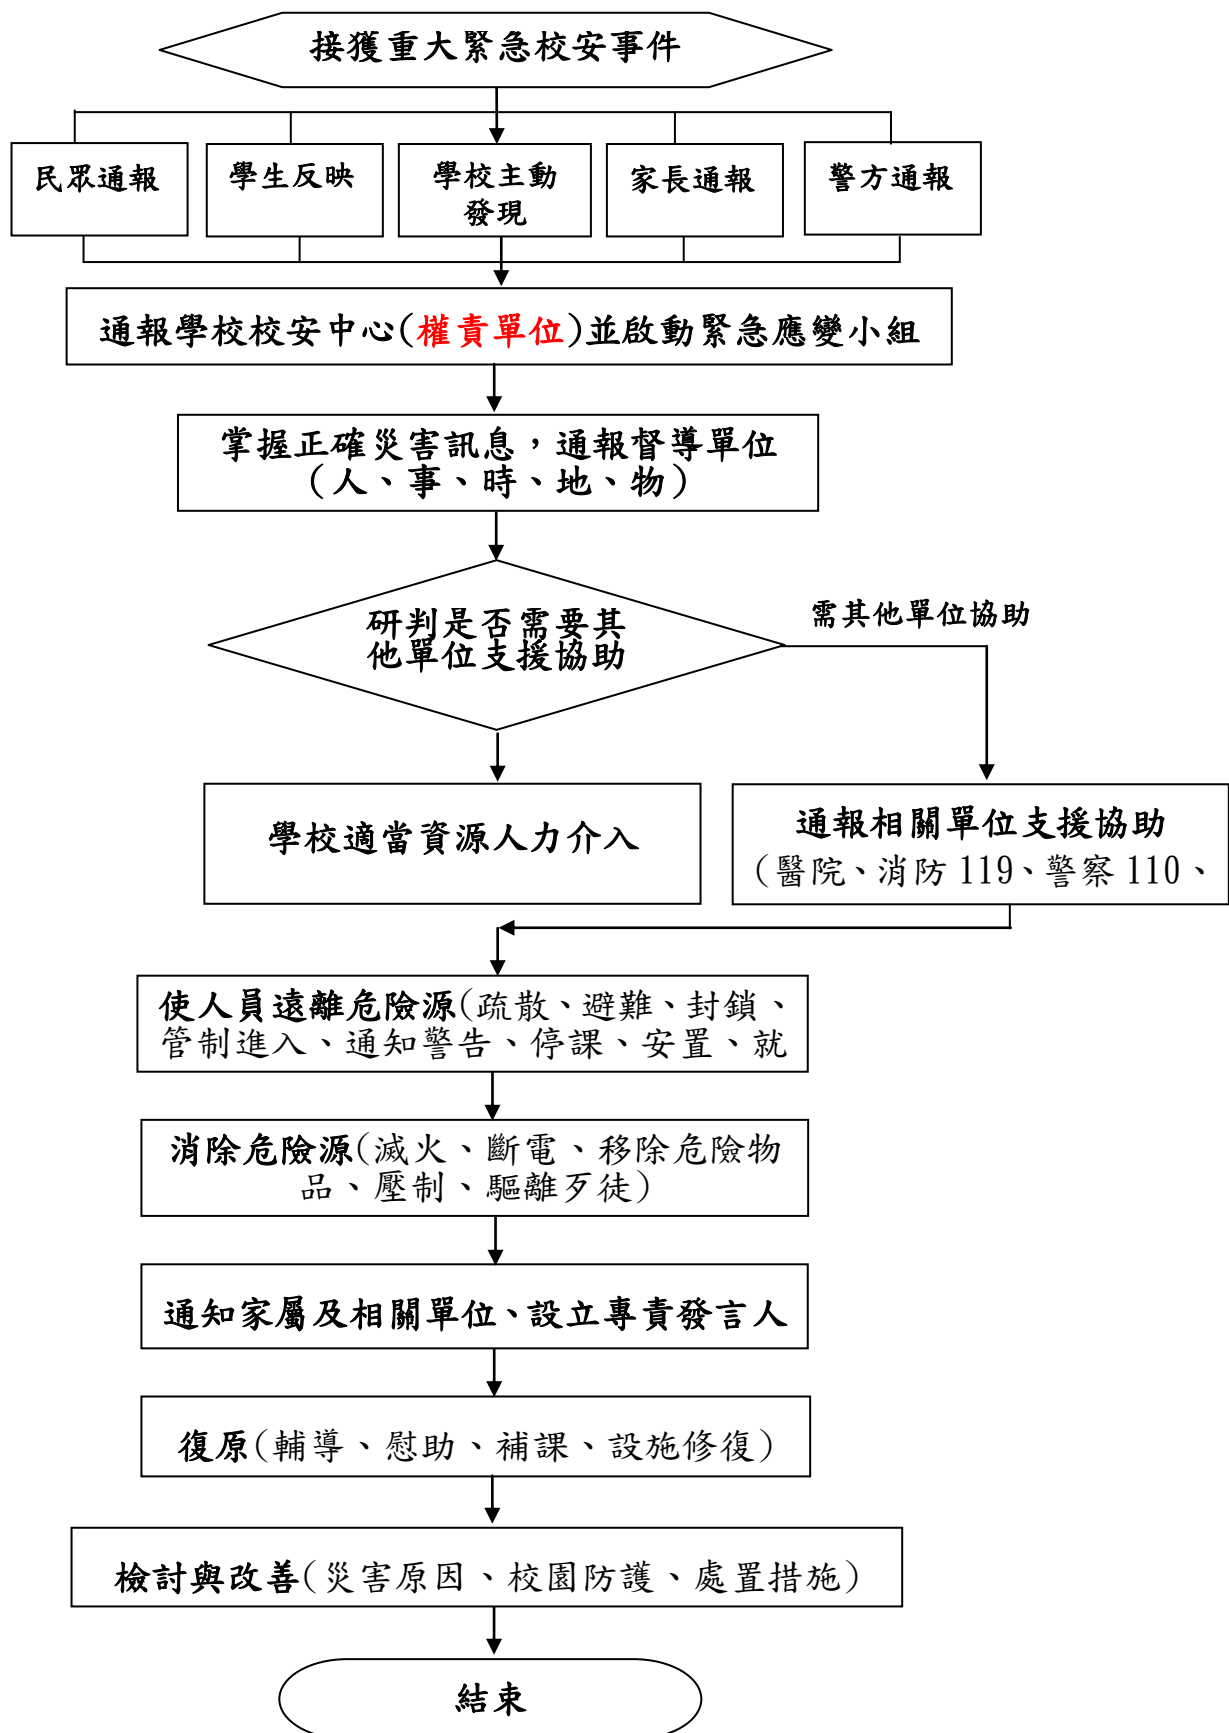 接獲重大緊急校安事件
民眾通報
學生反映
學校主動
發現
家長通報
警方通報
通報學校校安中心(權責單位)並啟動緊急應變小組
掌握正確災害訊息，通報督導單位
(人、事、時、地、物)
研判是否需要其
他單位支援協助
需其他單位協助
學校適當資源人力介入
通報相關單位支援協助
(醫院、消防 119、警察 110、
使人員遠離危險源(疏散、避難、封鎖、
管制進入、通知警告、停課、安置、就
消除危險源(滅火、斷電、移除危險物
品、壓制、驅離歹徒)
通知家屬及相關單位、設立專責發言人
復原(輔導、慰助、補課、設施修復)
檢討與改善(災害原因、校園防護、處置措施)
結束